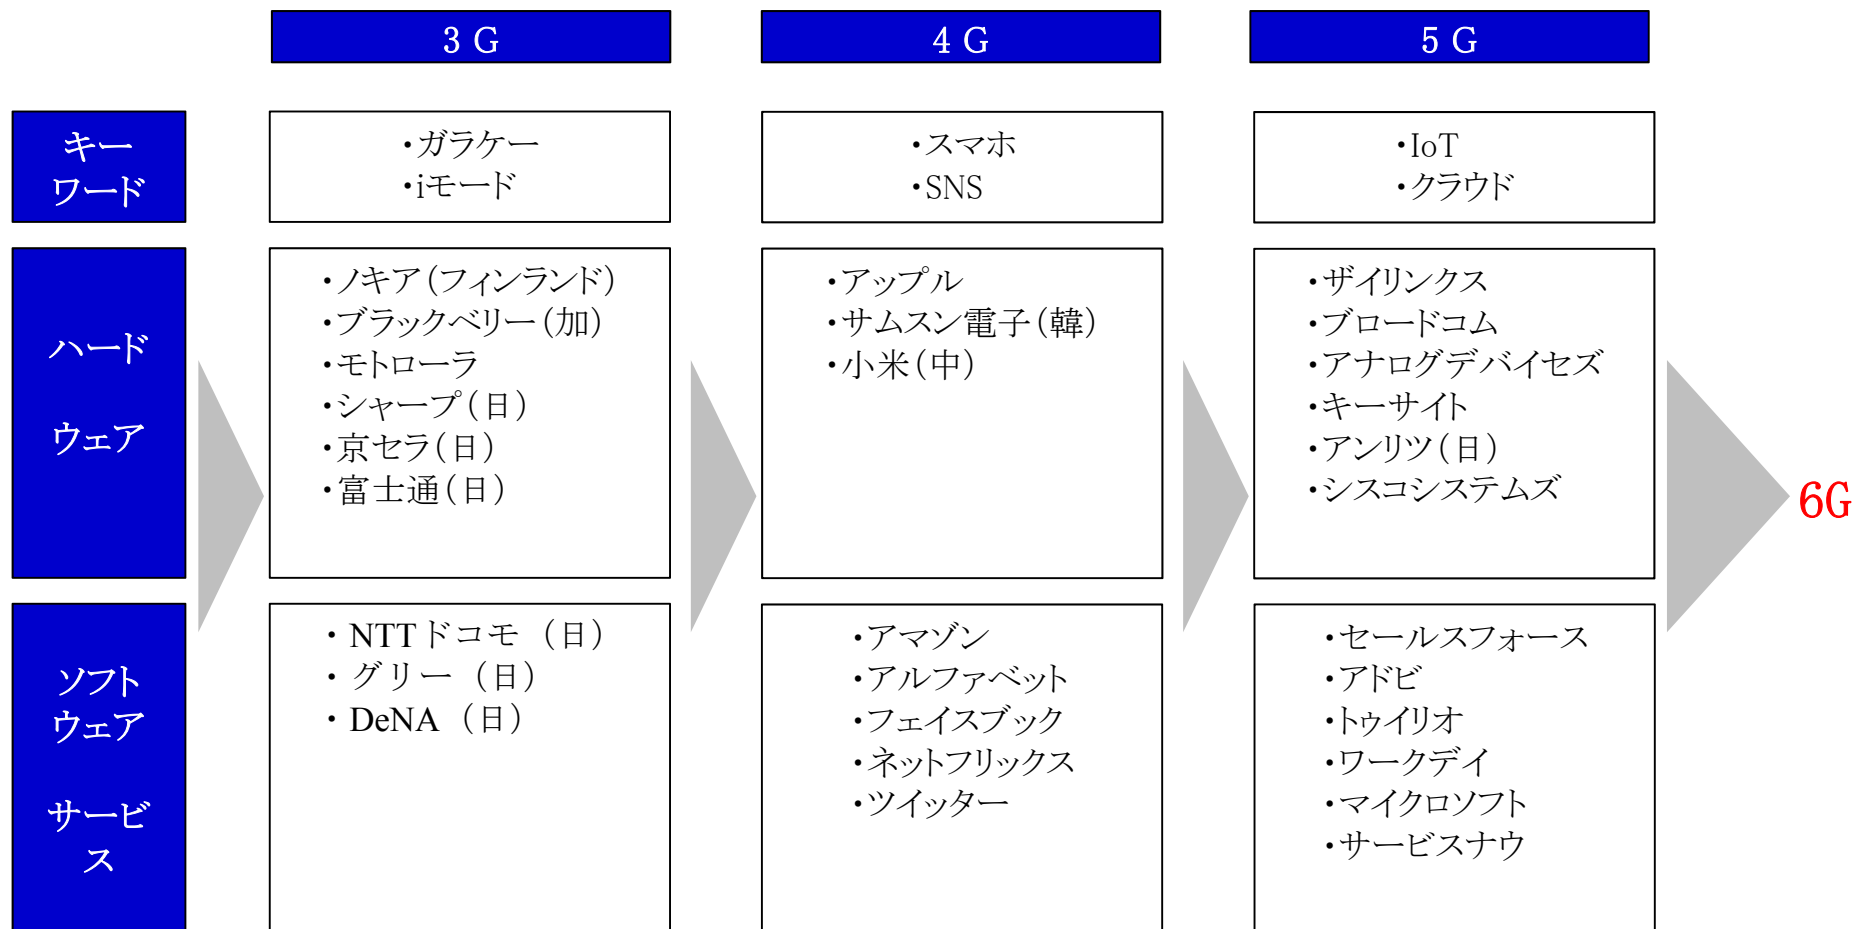 3 G
4 G
5 G
キー
ワード
・ガラケー
・iモード
・スマホ
・SNS
・IoT
・クラウド
ハード
ウェア
・ノキア(フィンランド)
・ブラックベリー(加)
・モトローラ
・シャープ(日)
・京セラ(日)
・富士通(日)
・アップル
・サムスン電子(韓)
・小米(中)
・ザイリンクス
・ブロードコム
・アナログデバイセズ
・キーサイト
・アンリツ(日)
・シスコシステムズ
6G
ソフト
ウェア
サービ
ス
・NTTドコモ (日)
・グリー (日)
・DeNA (日)
・アマゾン
・アルファベット
・フェイスブック
・ネットフリックス
・ツイッター
・セールスフォース
・アドビ
・トゥイリオ
・ワークデイ
・マイクロソフト
・サービスナウ